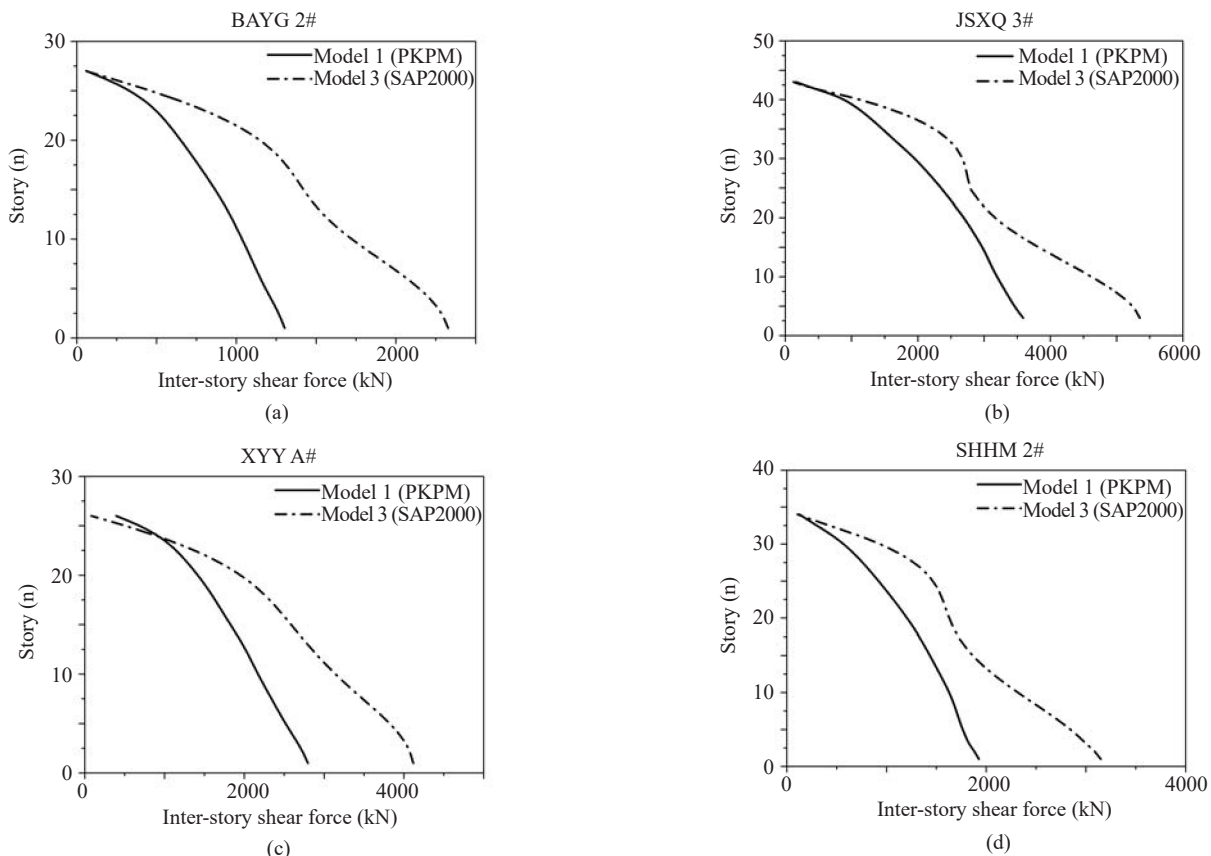 BAYG 2#
30
20
10
0
Story (n)
Model 1 (PKPM)
Model 3 (SAP2000)
0
1000
2000
Inter-story shear force (kN)
(a)
JSXQ 3#
50
40
30
20
10
0
Story (n)
Model 1 (PKPM)
Model 3 (SAP2000)
0
2000
4000
6000
Inter-story shear force (kN)
(b)
XYY A#
30
20
10
0
Story (n)
Model 1 (PKPM)
Model 3 (SAP2000)
0
2000
4000
Inter-story shear force (kN)
(c)
SHHM 2#
40
30
20
10
0
Story (n)
Model 1 (PKPM)
Model 3 (SAP2000)
0
2000
4000
Inter-story shear force (kN)
(d)